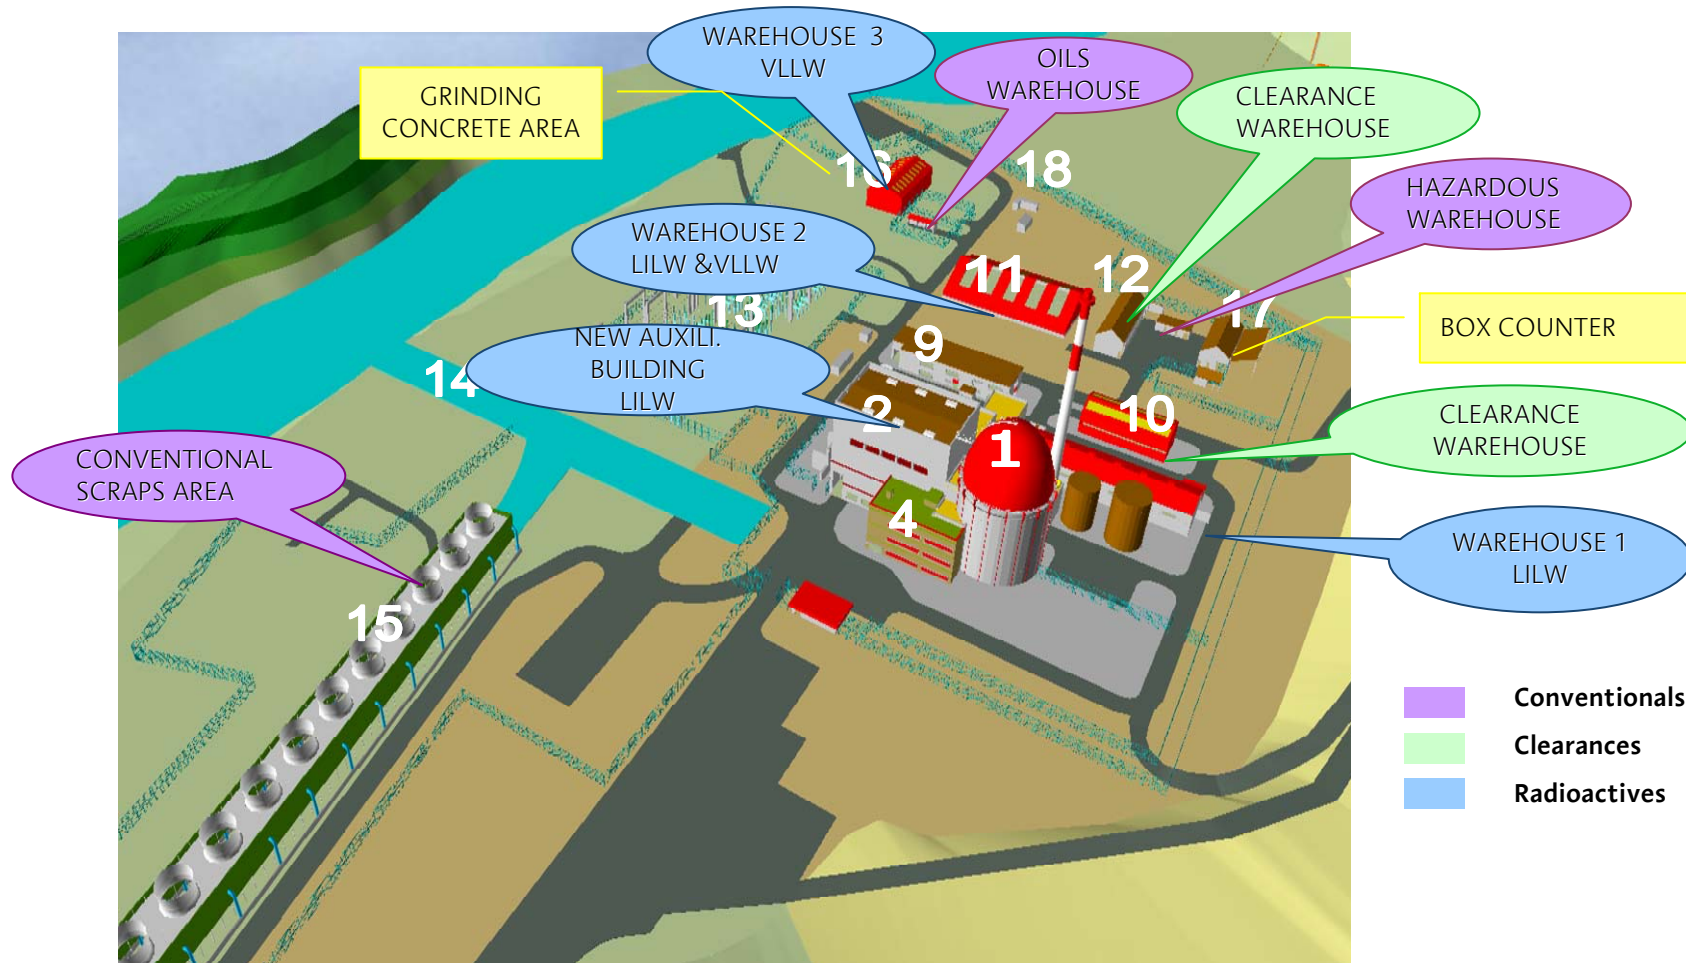 WAREHOUSE 3
VLLW
OILS
WAREHOUSE
GRINDING
CONCRETE AREA
CLEARANCE
WAREHOUSE
16
18
HAZARDOUS
WAREHOUSE
WAREHOUSE 2
LILW &VLLW
11
12
13
17
BOX COUNTER
NEW AUXILI.
BUILDING
LILW
9
14
2
10
1
CLEARANCE
WAREHOUSE
CONVENTIONAL
SCRAPS AREA
4
WAREHOUSE 1
LILW
15
Conventionals
Clearances
Radioactives